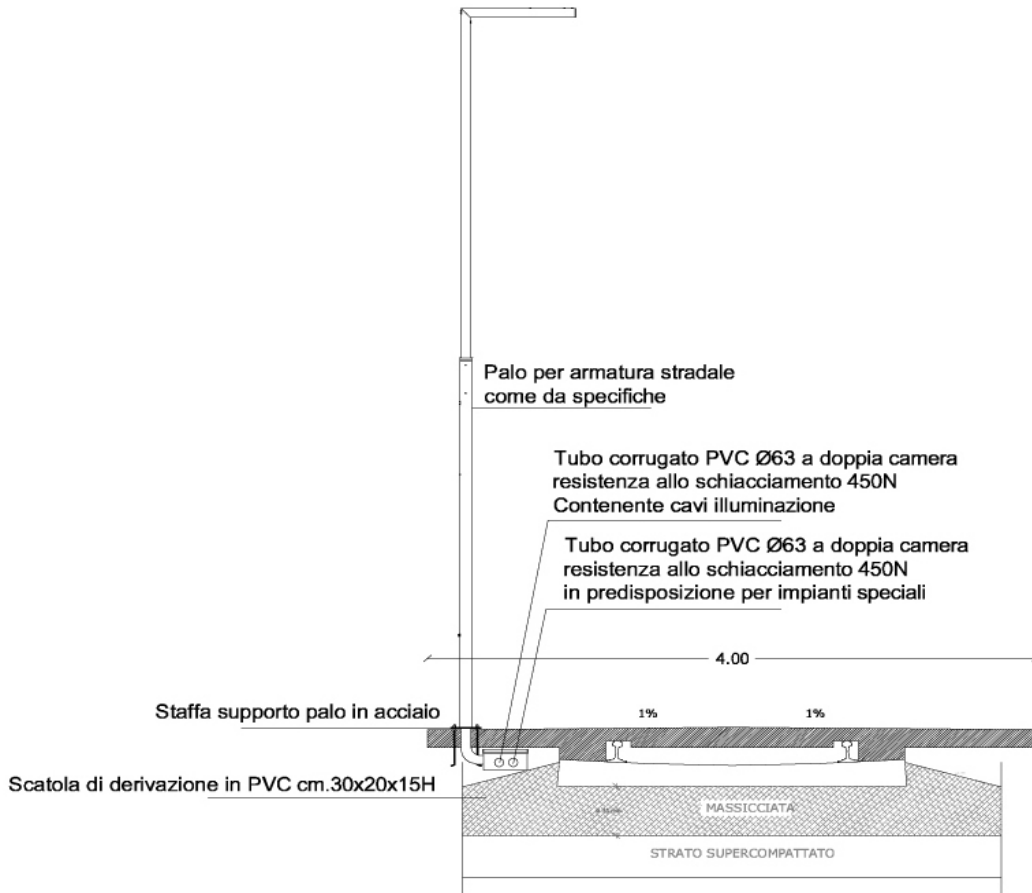 Palo per armatura stradale
come da specifiche
Tubo corrugato PVC Ø63 a doppia camera
resistenza allo schiacciamento 450N
Contenente cavi illuminazione
Tubo corrugato PVC Ø63 a doppia camera
resistenza allo schiacciamento 450N
in predisposizione per impianti speciali
4.00
Staffa supporto palo in acciaio
1%
1%
Scatola di derivazione in PVC cm.30x20x15H
MASSICCIATA
STRATO SUPERCOMPATTATO